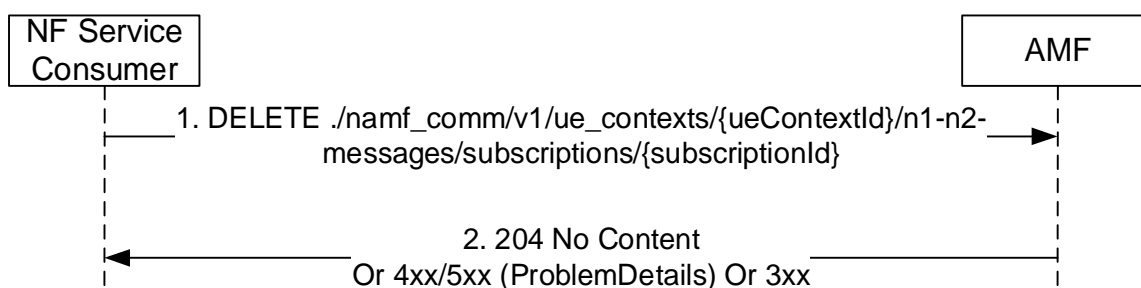 NF Service
Consumer
AMF
1. DELETE ./namf_comm/v1/ue_contexts/{ueContextId}/n1-n2-
messages/subscriptions/{subscriptionId}
2. 204 No Content
Or 4xx/5xx (ProblemDetails) Or 3xx